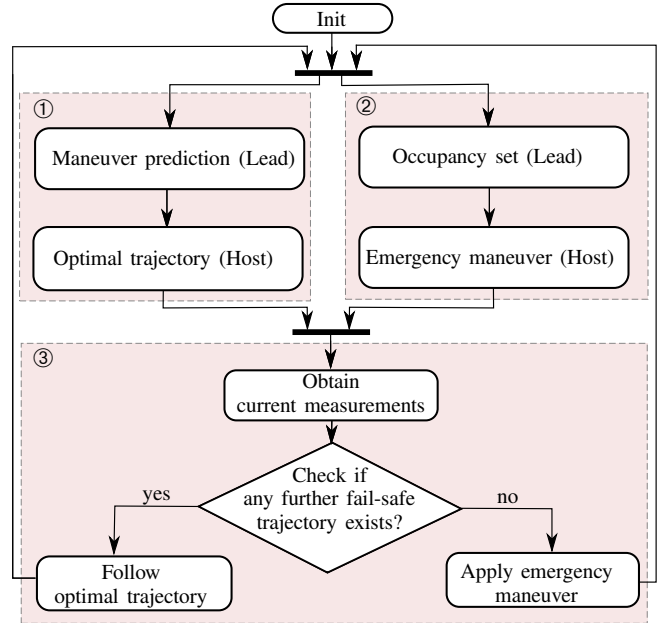 Init
①
②
Maneuver prediction (Lead)
Occupancy set (Lead)
Optimal trajectory (Host)
Emergency maneuver (Host)
③
Obtain
current measurements
Check if
any further fail-safe
trajectory exists?
yes
no
Follow
optimal trajectory
Apply emergency
maneuver